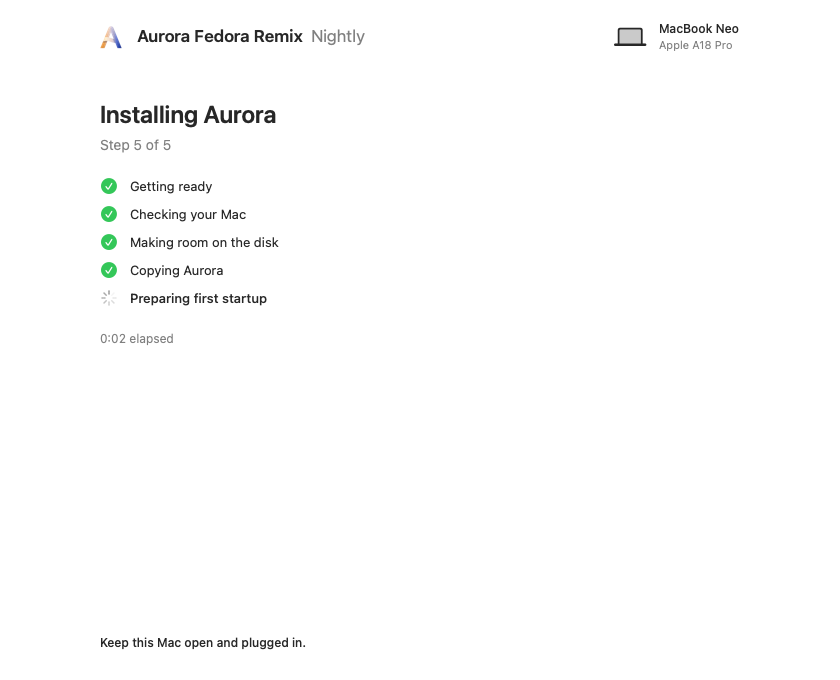 Aurora Fedora Remix Nightly
MacBook Neo
Apple A18 Pro
Installing Aurora
Step 5 of 5
Getting ready
Checking your Mac
Making room on the disk
Copying Aurora
Preparing first startup
0:02 elapsed
Keep this Mac open and plugged in.